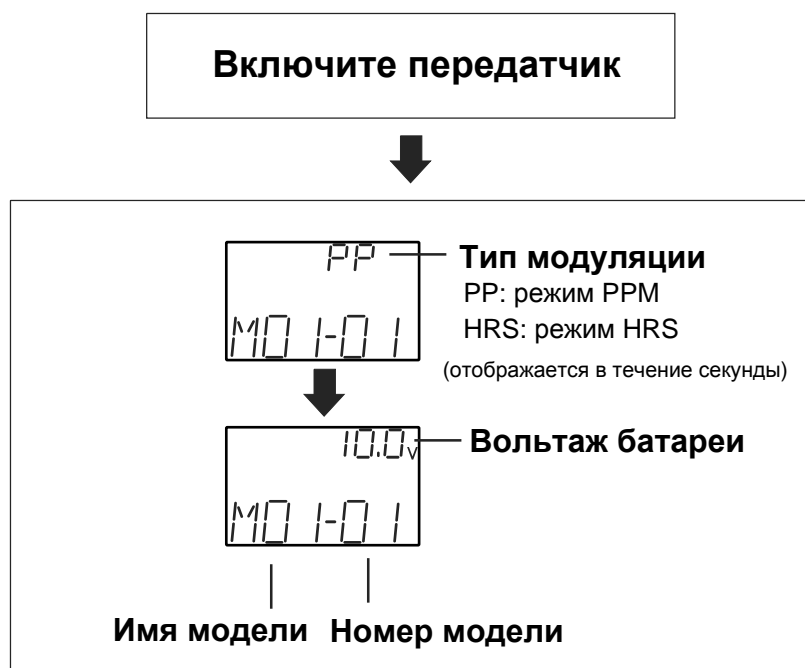 Включите передатчик
PP
Тип модуляции
PP: режим PPM
HRS: режим HRS
(отображается в течение секунды)
M01-01
10.0v
Вольтаж батареи
M01-01
Имя модели Номер модели